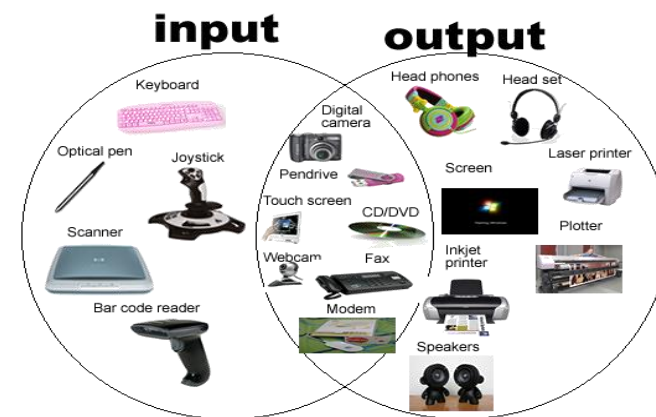 input
output
Keyboard
Optical pen
Joystick
Scanner
Bar code reader
Digital
camera
Pendrive
Touch screen
CD/DVD
Webcam
Fax
Modem
Head phones
Head set
Screen
Laser printer
Plotter
Inkjet
printer
Speakers